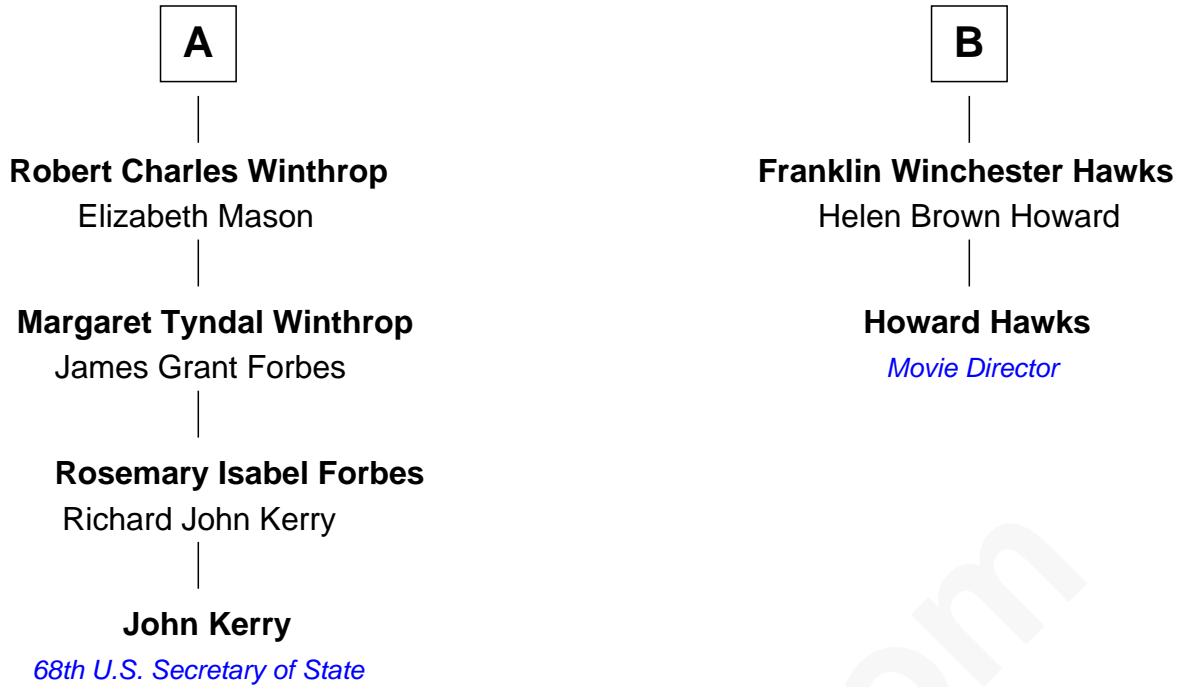 A
Robert Charles Winthrop
Elizabeth Mason
Margaret Tyndal Winthrop
James Grant Forbes
Rosemary Isabel Forbes
Richard John Kerry
John Kerry
68th U.S. Secretary of State
B
Franklin Winchester Hawks
Helen Brown Howard
Howard Hawks
Movie Director
om